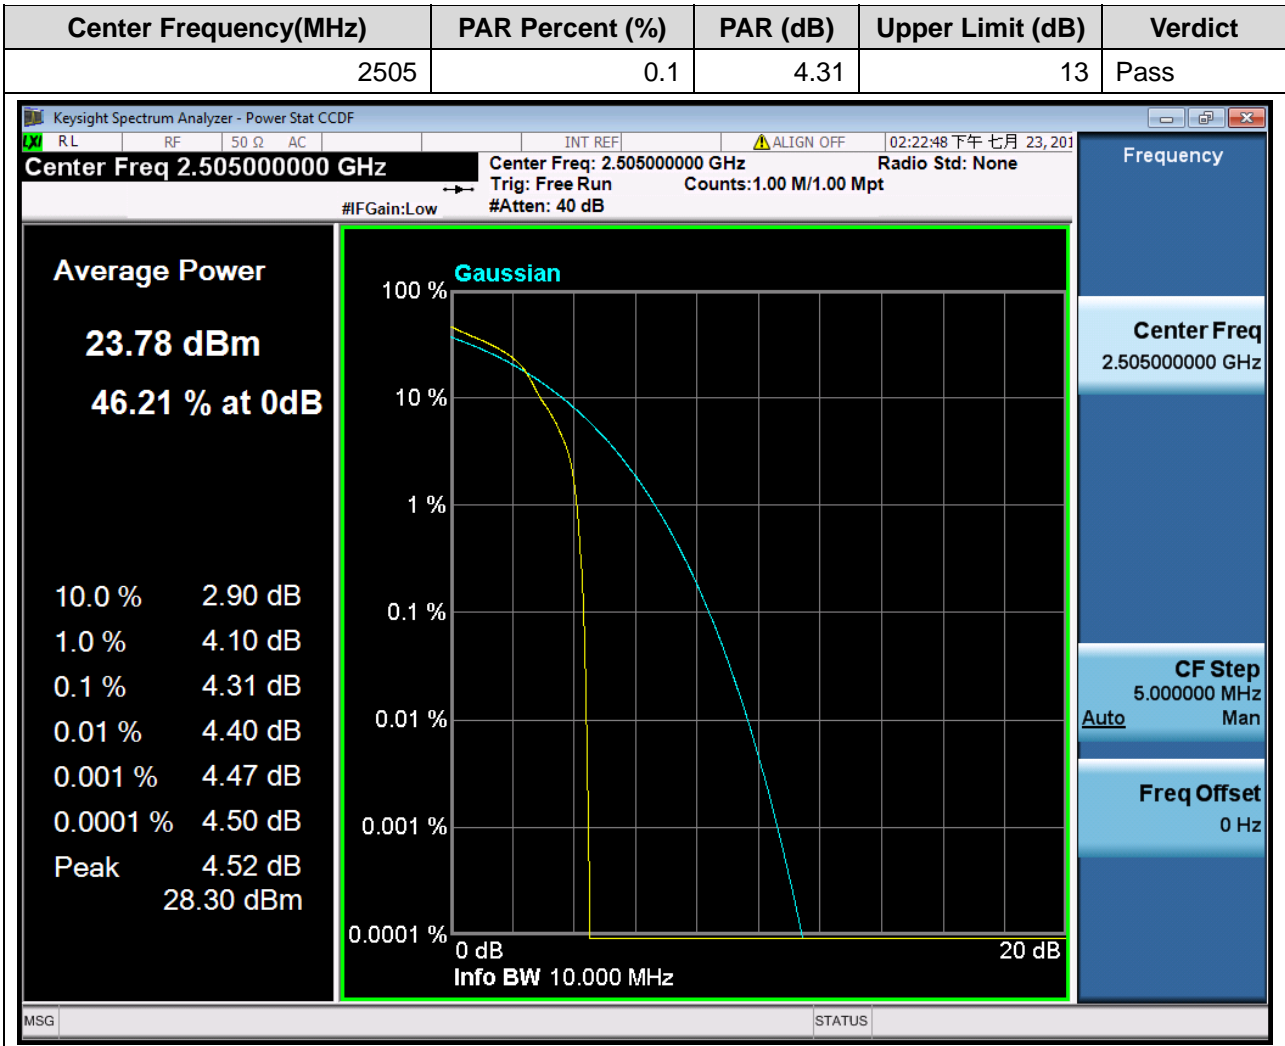 Center Frequency(MHz) PAR Percent (%) PAR (dB) Upper Limit (dB) Verdict
2505 0.1 4.31 13 Pass
Keysight Spectrum Analyzer - Power Stat CCDF
LXI RL RF 50 Ω AC INT REF ALIGN OFF 02:22:48 下午 七月 23, 201
Center Freq 2.505000000 GHz
Center Freq: 2.505000000 GHz Radio Std: None
Trig: Free Run Counts:1.00 M/1.00 Mpt
#IFGain:Low #Atten: 40 dB
Frequency
Average Power
23.78 dBm
46.21 % at 0dB
10.0 % 2.90 dB
1.0 % 4.10 dB
0.1 % 4.31 dB
0.01 % 4.40 dB
0.001 % 4.47 dB
0.0001 % 4.50 dB
Peak 4.52 dB
28.30 dBm
Gaussian
100 %
10 %
1 %
0.1 %
0.01 %
0.001 %
0.0001 %
0 dB 20 dB
Info BW 10.000 MHz
Center Freq
2.505000000 GHz
CF Step
5.000000 MHz
Auto Man
Freq Offset
0 Hz
MSG STATUS